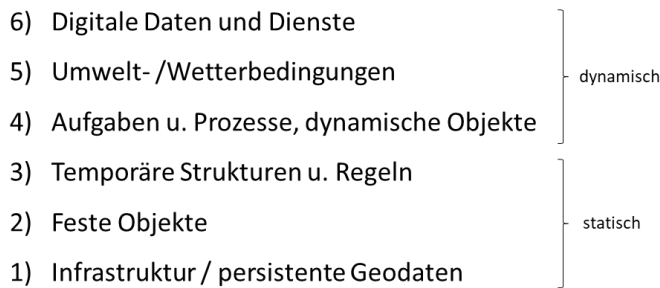 6) Digitale Daten und Dienste
5) Umwelt- /Wetterbedingungen
dynamisch
4) Aufgaben u. Prozesse, dynamische Objekte
3) Temporäre Strukturen u. Regeln
2) Feste Objekte
statisch
1) Infrastruktur / persistente Geodaten